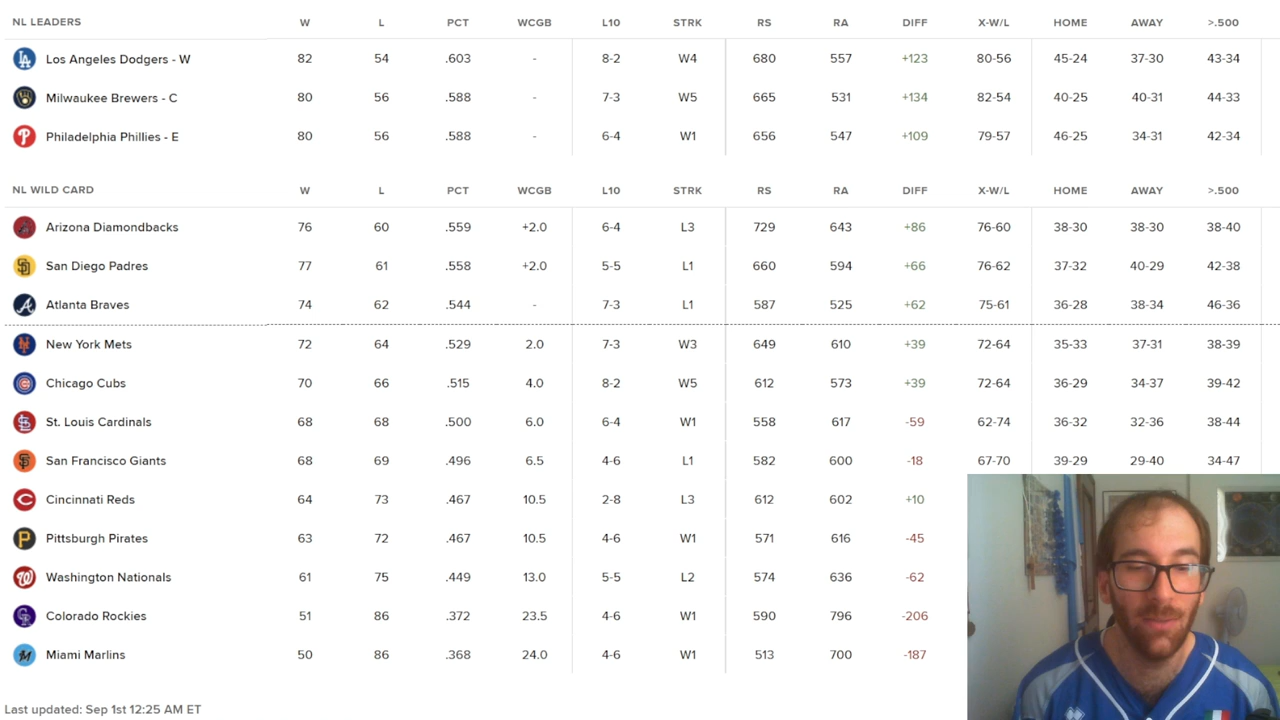 NL LEADERS W L PCT WCGB L10 STRK RS RA DIFF X-W/L HOME AWAY >.500
Los Angeles Dodgers - W 82 54 .603 - 8-2 W4 680 557 +123 80-56 45-24 37-30 43-34
Milwaukee Brewers - C 80 56 .588 - 7-3 W5 665 531 +134 82-54 40-25 40-31 44-33
Philadelphia Phillies - E 80 56 .588 - 6-4 W1 656 547 +109 79-57 46-25 34-31 42-34
NL WILD CARD W L PCT WCGB L10 STRK RS RA DIFF X-W/L HOME AWAY >.500
Arizona Diamondbacks 76 60 .559 +2.0 6-4 L3 729 643 +86 76-60 38-30 38-30 38-40
San Diego Padres 77 61 .558 +2.0 5-5 L1 660 594 +66 76-62 37-32 40-29 42-38
Atlanta Braves 74 62 .544 - 7-3 L1 587 525 +62 75-61 36-28 38-34 46-36
New York Mets 72 64 .529 2.0 7-3 W3 649 610 +39 72-64 35-33 37-31 38-39
Chicago Cubs 70 66 .515 4.0 8-2 W5 612 573 +39 72-64 36-29 34-37 39-42
St. Louis Cardinals 68 68 .500 6.0 6-4 W1 558 617 -59 62-74 36-32 32-36 38-44
San Francisco Giants 68 69 .496 6.5 4-6 L1 582 600 -18 67-70 39-29 29-40 34-47
Cincinnati Reds 64 73 .467 10.5 2-8 L3 612 602 +10
Pittsburgh Pirates 63 72 .467 10.5 4-6 W1 571 616 -45
Washington Nationals 61 75 .449 13.0 5-5 L2 574 636 -62
Colorado Rockies 51 86 .372 23.5 4-6 W1 590 796 -206
Miami Marlins 50 86 .368 24.0 4-6 W1 513 700 -187
Last updated: Sep 1st 12:25 AM ET